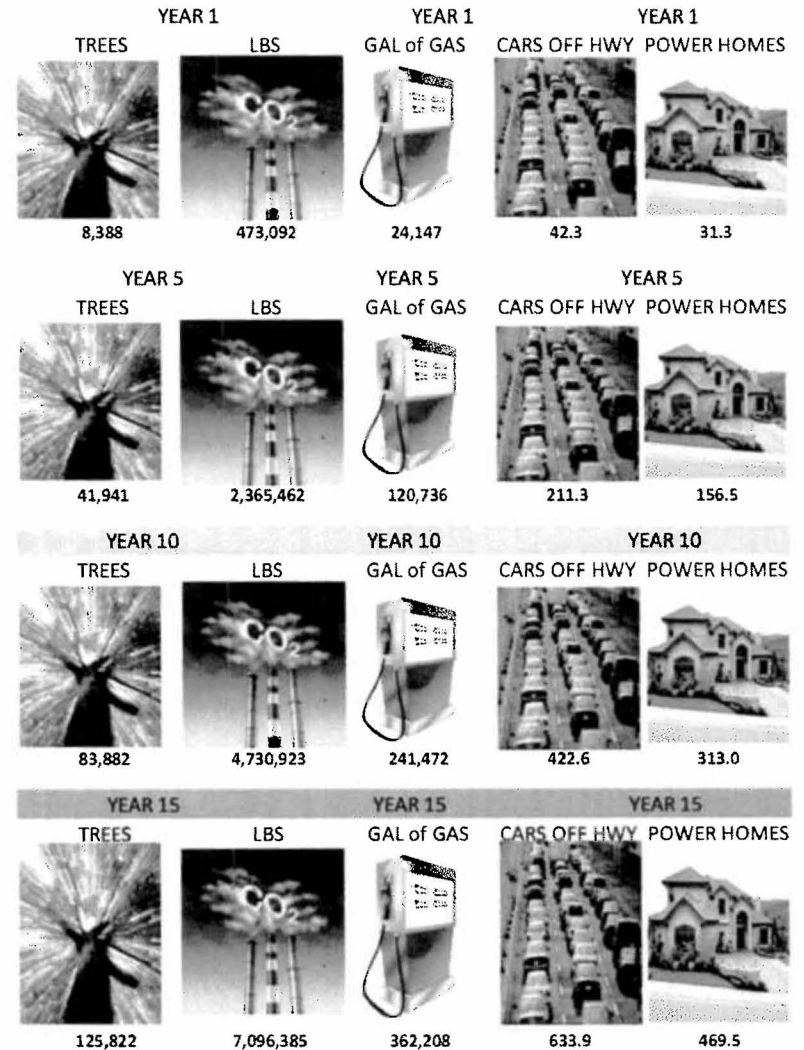 YEAR 1 YEAR 1 YEAR 1
TREES LBS GAL of GAS CARS OFF HWY POWER HOMES
CO2
8,388 473,092 24,147 42.3 31.3
YEAR 5 YEAR 5 YEAR 5
TREES LBS GAL of GAS CARS OFF HWY POWER HOMES
CO2
41,941 2,365,462 120,736 211.3 156.5
YEAR 10 YEAR 10 YEAR 10
TREES LBS GAL of GAS CARS OFF HWY POWER HOMES
CO2
83,882 4,730,923 241,472 422.6 313.0
YEAR 15 YEAR 15 YEAR 15
TREES LBS GAL of GAS CARS OFF HWY POWER HOMES
CO2
125,822 7,096,385 362,208 633.9 469.5